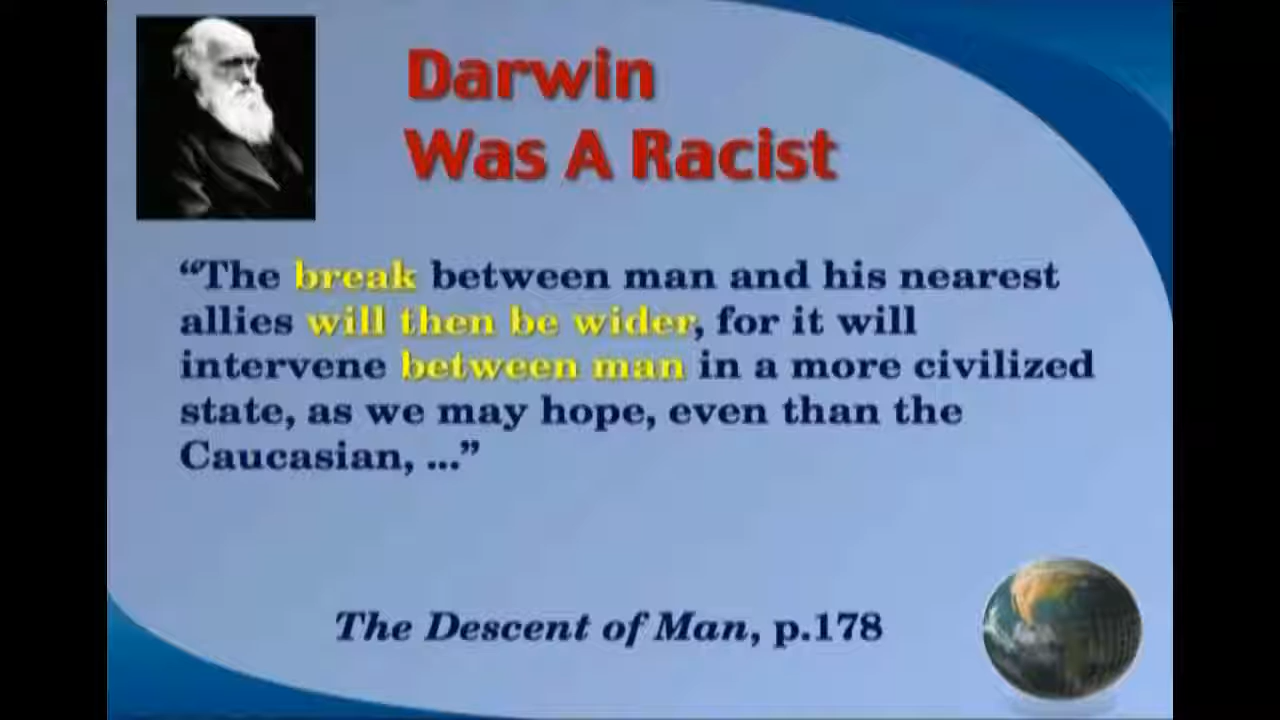 Darwin
Was A Racist
“The break between man and his nearest
allies will then be wider, for it will
intervene between man in a more civilized
state, as we may hope, even than the
Caucasian, ...”
The Descent of Man, p.178